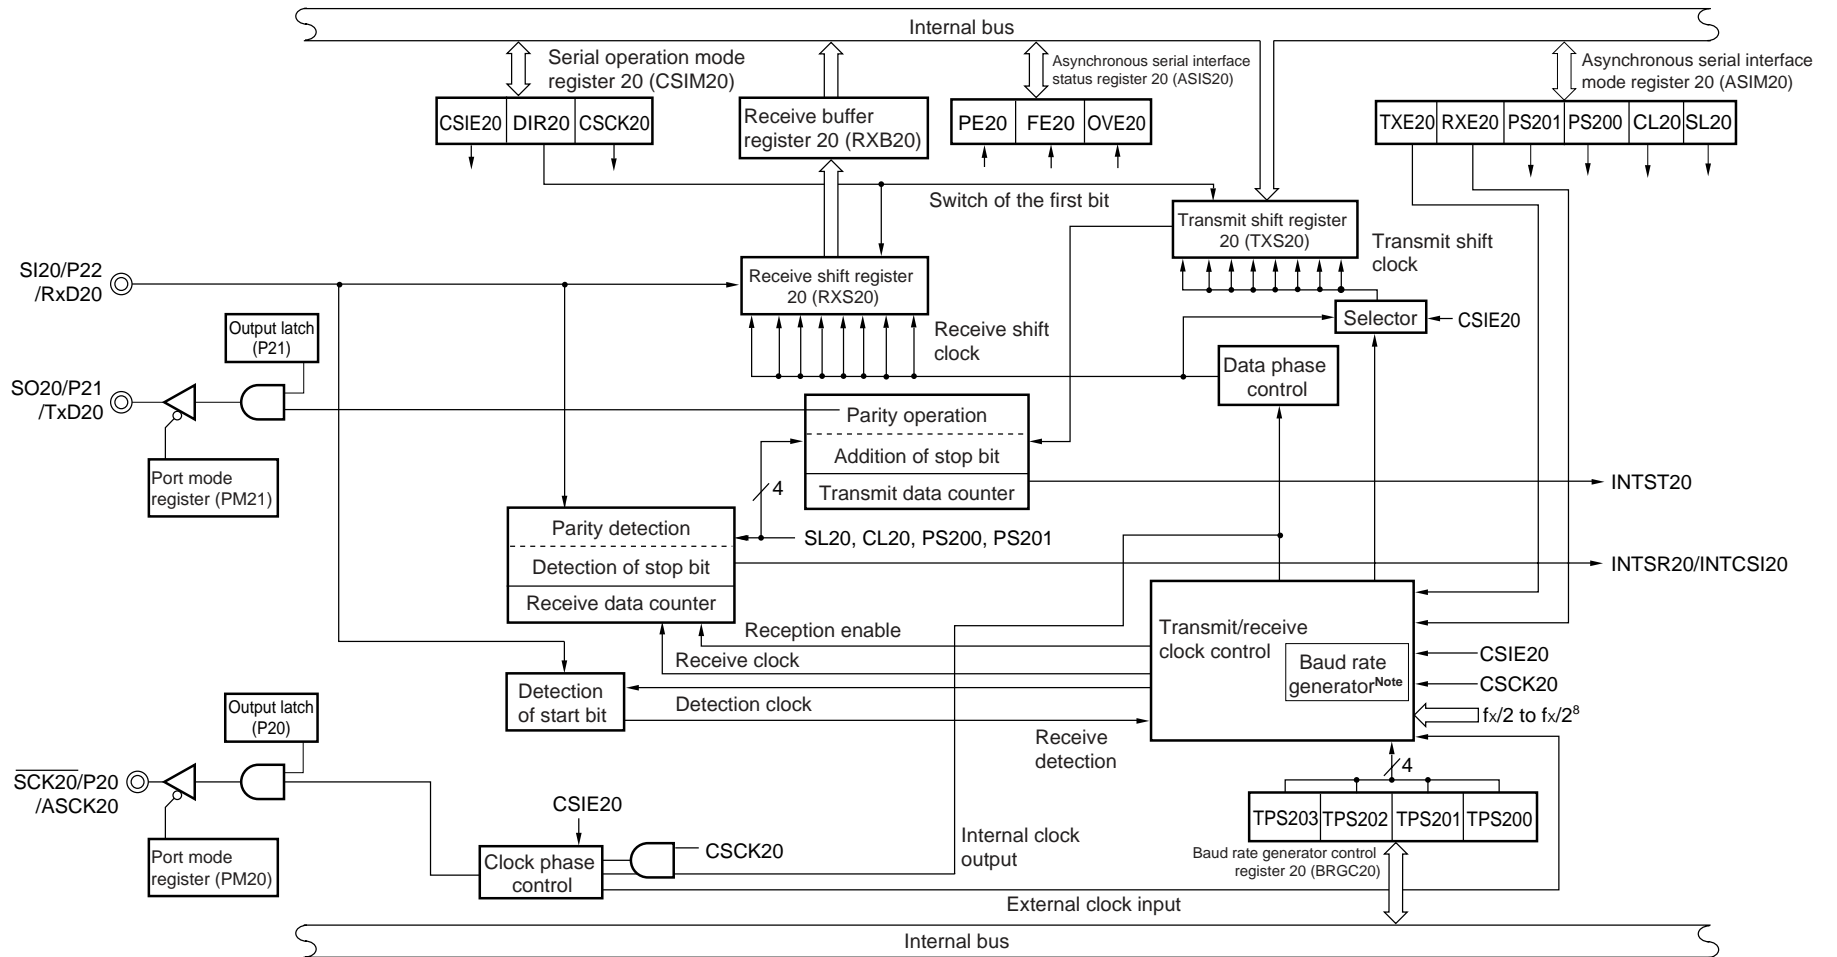 Internal bus
Serial operation mode
register 20 (CSIM20)
Asynchronous serial interface
status register 20 (ASIS20)
Asynchronous serial interface
mode register 20 (ASIM20)
CSIE20 DIR20 CSCK20
Receive buffer
register 20 (RXB20)
PE20 FE20 OVE20
TXE20 RXE20 PS201 PS200 CL20 SL20
Switch of the first bit
Transmit shift register
20 (TXS20)
Transmit shift
clock
SI20/P22
/RxD20
Receive shift register
20 (RXS20)
Selector
CSIE20
Output latch
(P21)
Receive shift
clock
Data phase
control
SO20/P21
/TxD20
Parity operation
Addition of stop bit
Transmit data counter
Port mode
register (PM21)
4
INTST20
Parity detection
Detection of stop bit
Receive data counter
SL20, CL20, PS200, PS201
INTSR20/INTCSI20
Reception enable
Receive clock
Transmit/receive
clock control
Baud rate
generatorNote
CSIE20
CSCK20
fX/2 to fX/2⁸
Detection
of start bit
Detection clock
Receive
detection
Output latch
(P20)
SCK20/P20
/ASCK20
4
TPS203 TPS202 TPS201 TPS200
CSIE20
Port mode
register (PM20)
Clock phase
control
CSCK20
Internal clock
output
Baud rate generator control
register 20 (BRGC20)
External clock input
Internal bus